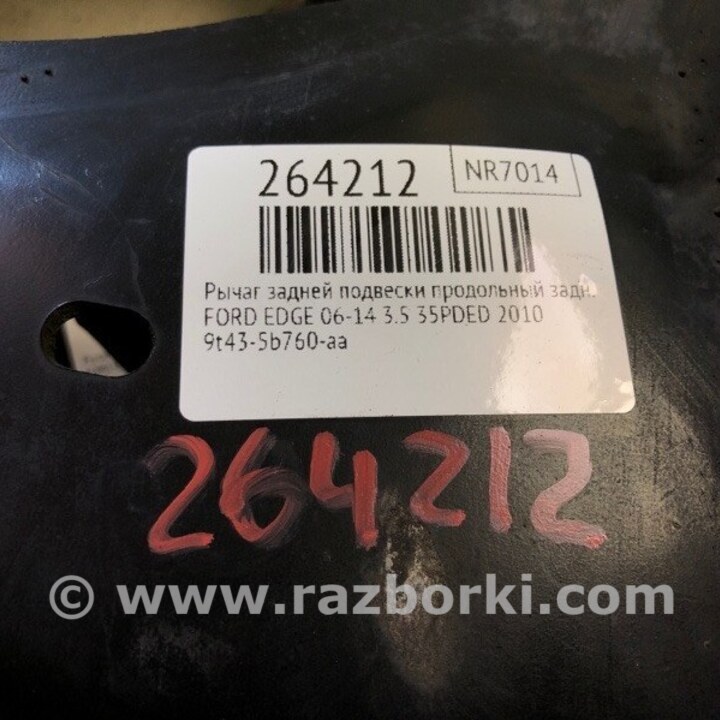 264212
NR7014
Рычаг задней подвески продольный задн.
FORD EDGE 06-14 3.5 35PDED 2010
9t43-5b760-aa
264212
© www.razborki.com